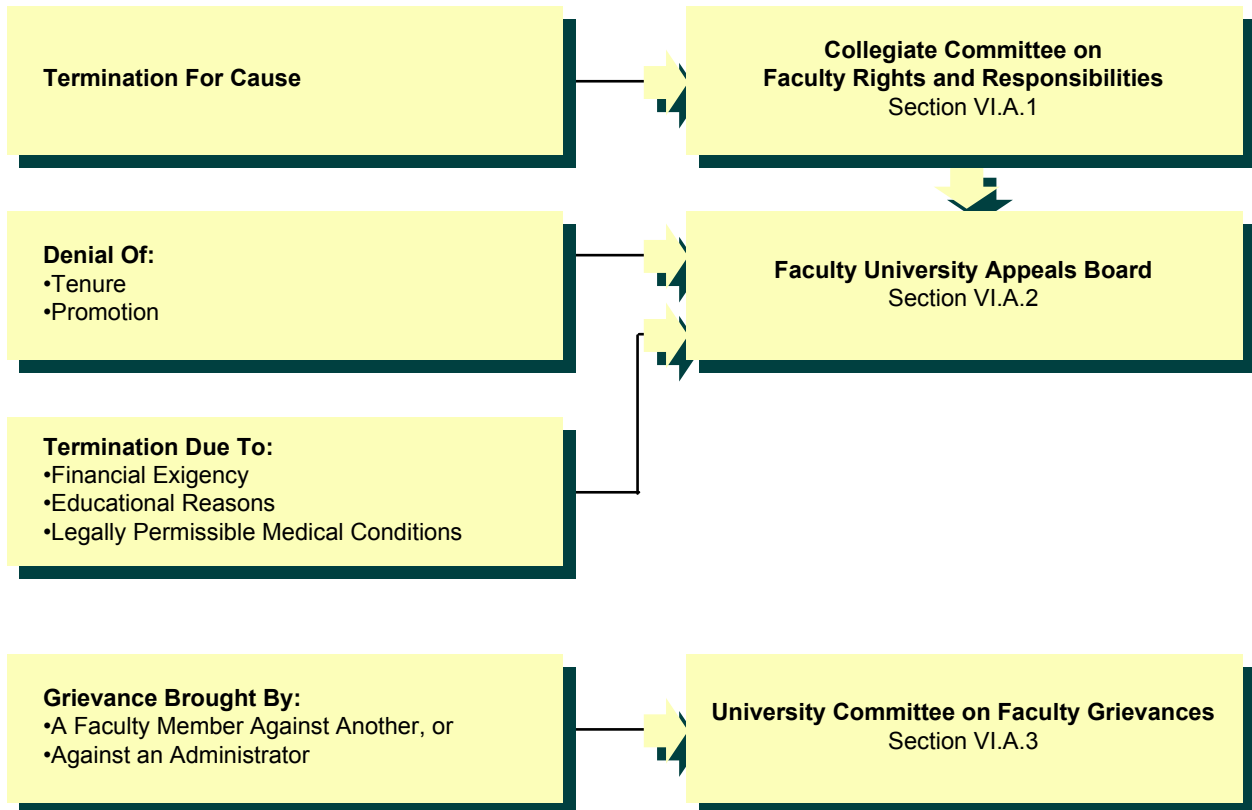 Termination For Cause
Collegiate Committee on
Faculty Rights and Responsibilities
Section VI.A.1
Denial Of:
•Tenure
•Promotion
Faculty University Appeals Board
Section VI.A.2
Termination Due To:
•Financial Exigency
•Educational Reasons
•Legally Permissible Medical Conditions
Grievance Brought By:
•A Faculty Member Against Another, or
•Against an Administrator
University Committee on Faculty Grievances
Section VI.A.3